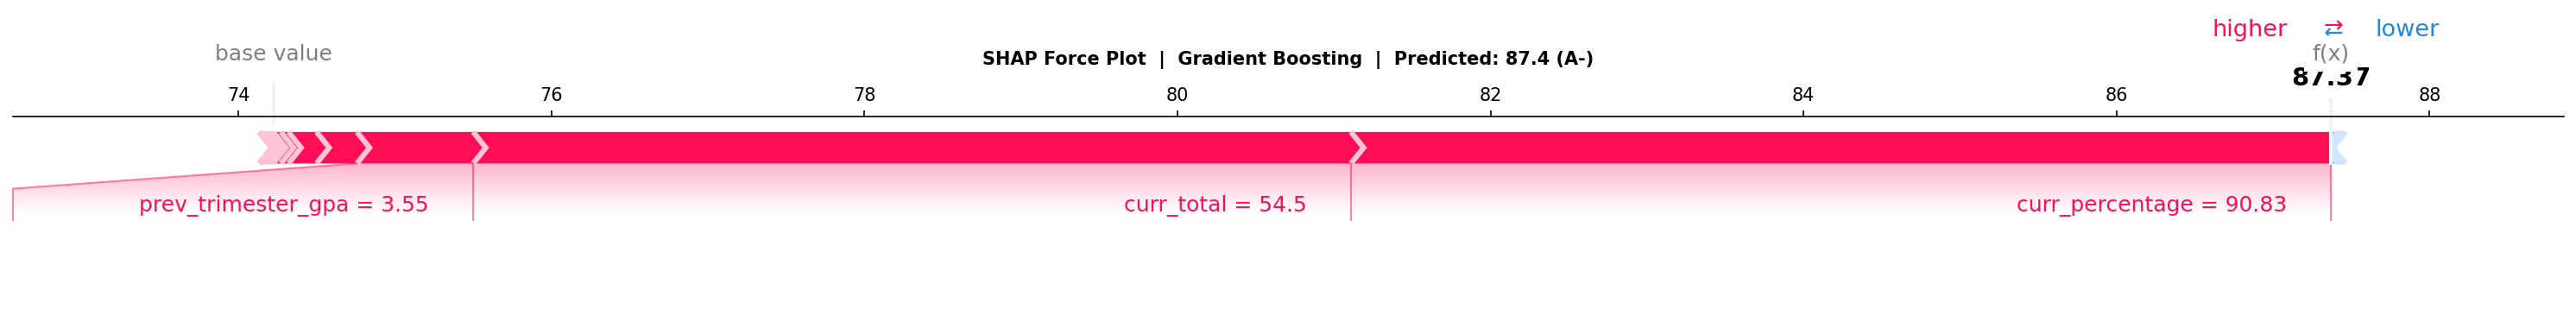 higher ⇄ lower
base value
SHAP Force Plot | Gradient Boosting | Predicted: 87.4 (A-)
f(x)
87.37
74 76 78 80 82 84 86 88
prev_trimester_gpa = 3.55
curr_total = 54.5
curr_percentage = 90.83